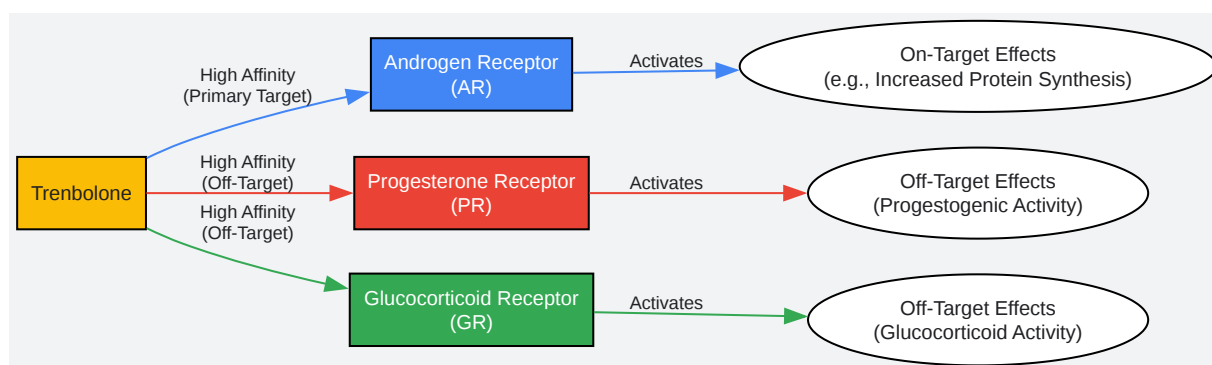 Trenbolone
High Affinity
(Primary Target)
Androgen Receptor
(AR)
Activates
On-Target Effects
(e.g., Increased Protein Synthesis)
High Affinity
(Off-Target)
Progesterone Receptor
(PR)
Activates
Off-Target Effects
(Progestogenic Activity)
High Affinity
(Off-Target)
Glucocorticoid Receptor
(GR)
Activates
Off-Target Effects
(Glucocorticoid Activity)